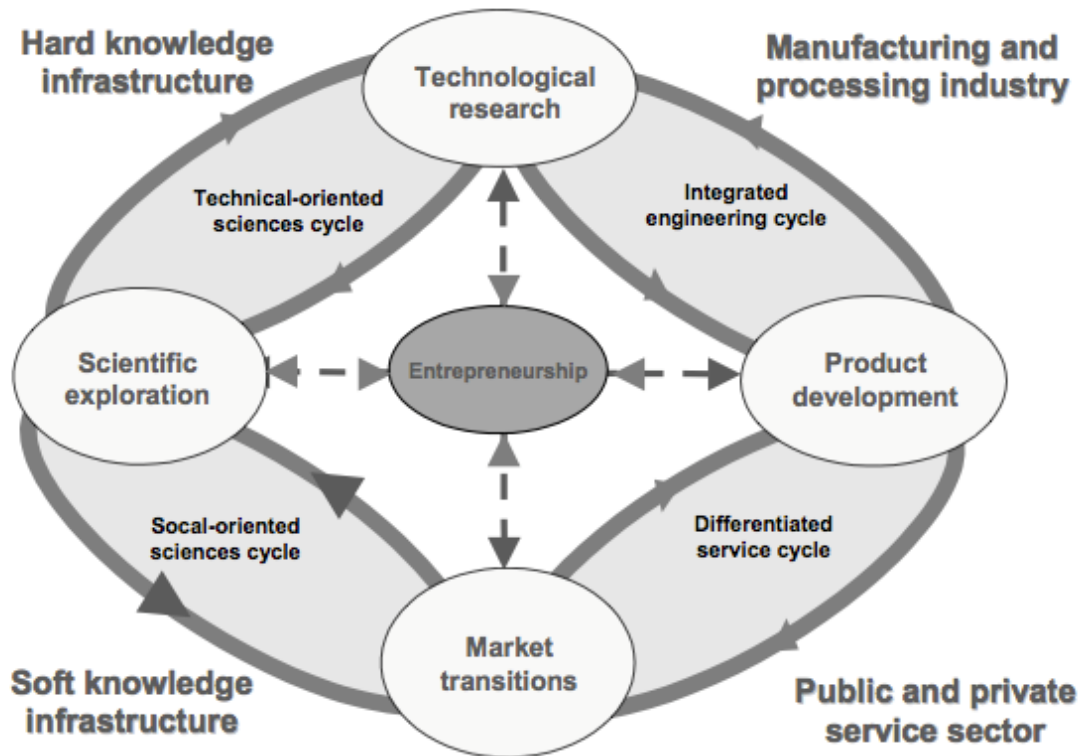 Hard knowledge
infrastructure
Technological
research
Manufacturing and
processing industry
Technical-oriented
sciences cycle
Integrated
engineering cycle
Scientific
exploration
Entrepreneurship
Product
development
Socal-oriented
sciences cycle
Differentiated
service cycle
Market
transitions
Soft knowledge
infrastructure
Public and private
service sector